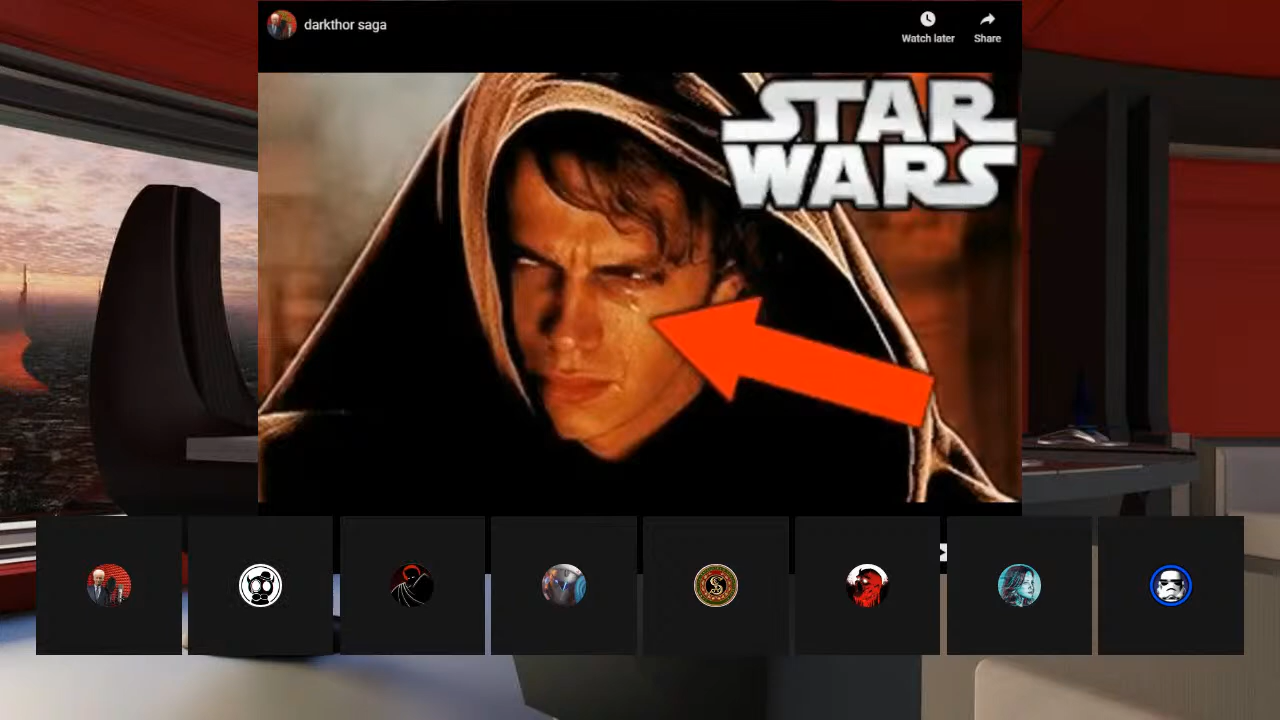 darkthor saga
Watch later
Share
STAR
WARS